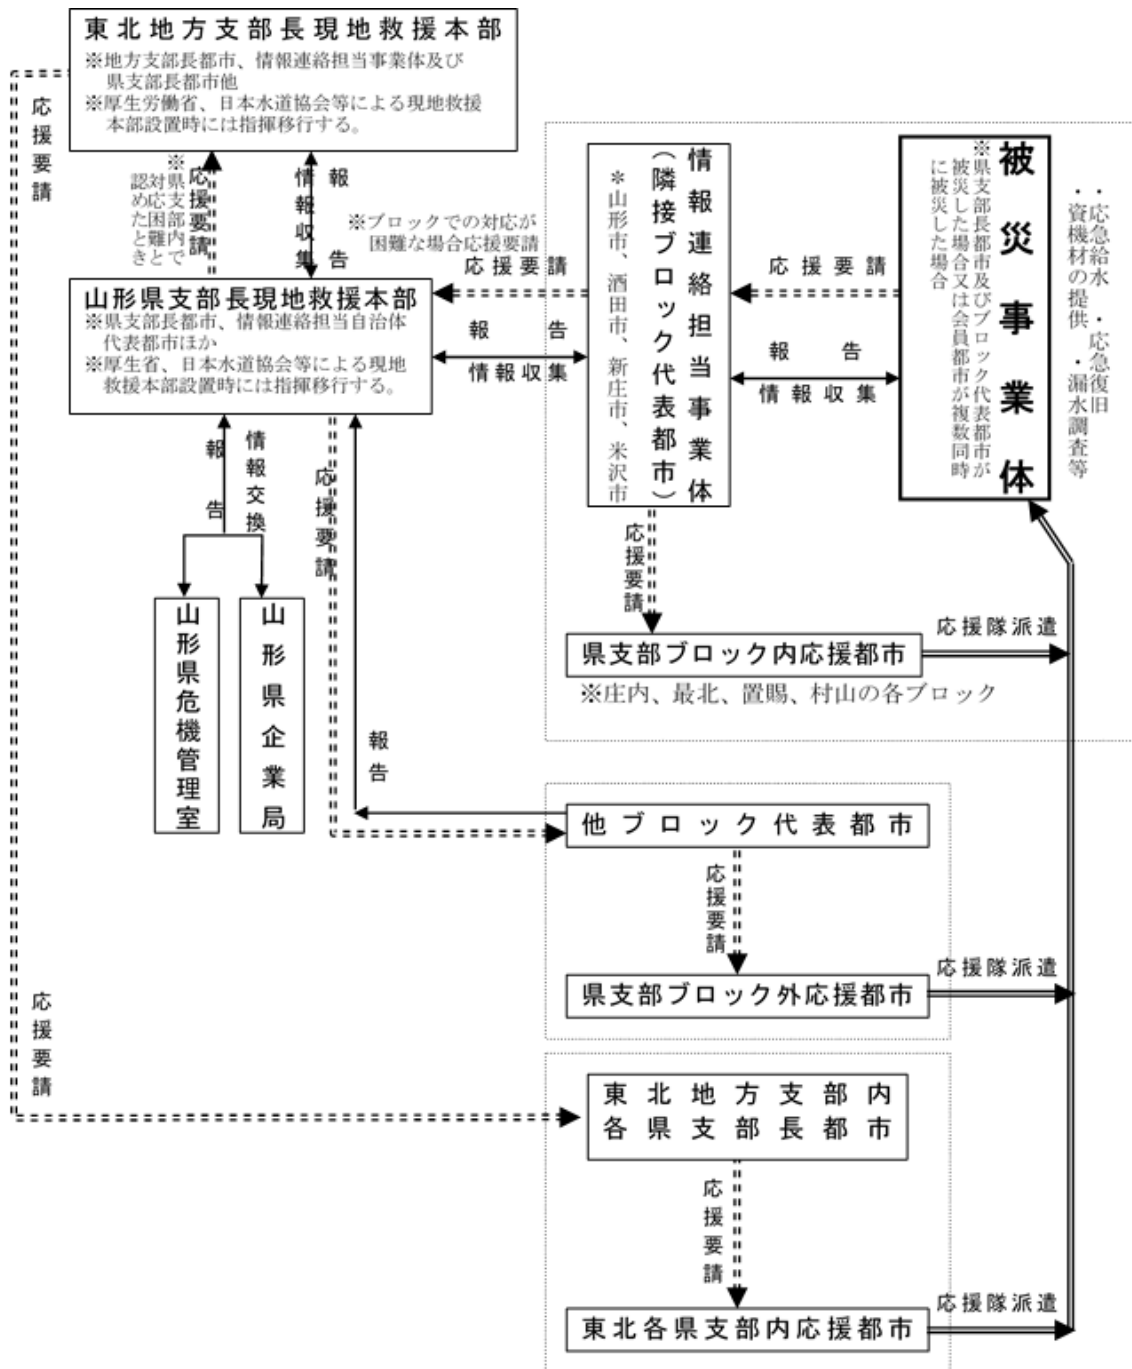 東北地方支部長現地救援本部
※地方支部長都市、情報連絡担当事業体及び
県支部長都市他
※厚生労働省、日本水道協会等による現地救援
本部設置時には指揮移行する。
応援要請
応援要請
※県支部内で
対応困難と
認めたとき
報告
情報収集
※ブロックでの対応が
困難な場合応援要請
山形県支部長現地救援本部
※県支部長都市、情報連絡担当自治体
代表都市ほか
※厚生省、日本水道協会等による現地
救援本部設置時には指揮移行する。
応援要請
報告
情報収集
情報連絡担当事業体
(隣接ブロック代表都市)
*山形市、酒田市、新庄市、米沢市
応援要請
報告
情報収集
被災事業体
※県支部長都市及びブロック代表都市が
被災した場合又は会員都市が複数同時
に被災した場合
・応急給水 ・応急復旧
・資機材の提供 ・漏水調査等
報告
情報交換
応援要請
山形県危機管理室
山形県企業局
報告
応援要請
県支部ブロック内応援都市
※庄内、最北、置賜、村山の各ブロック
応援隊派遣
他ブロック代表都市
応援要請
県支部ブロック外応援都市
応援隊派遣
応援要請
東北地方支部内
各県支部長都市
応援要請
東北各県支部内応援都市
応援隊派遣